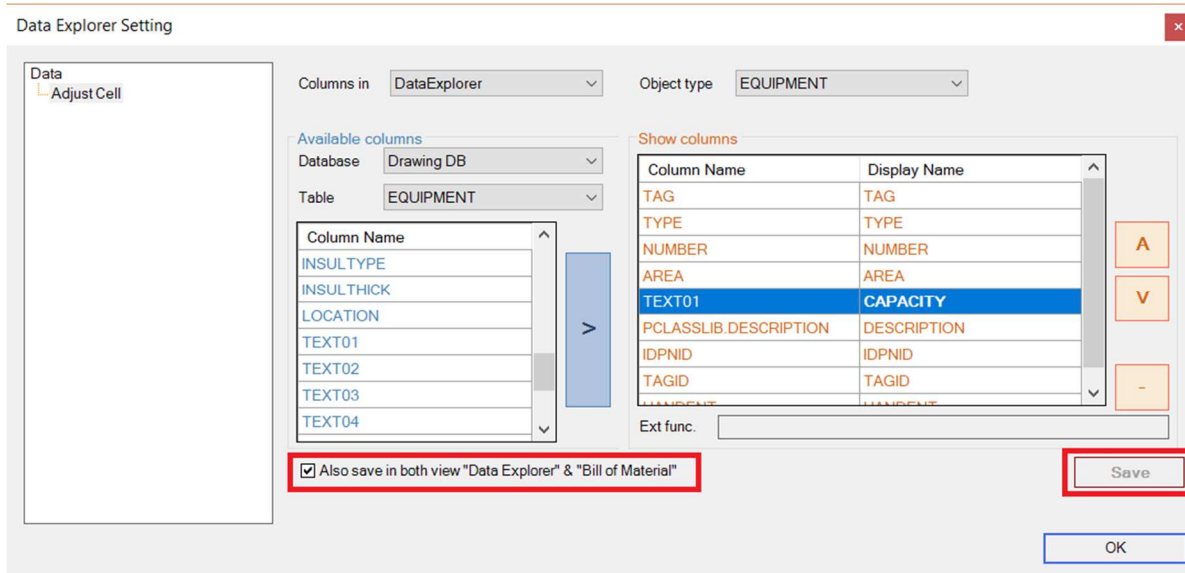 Data Explorer Setting
×
Data
Adjust Cell
Columns in DataExplorer
Object type EQUIPMENT
Available columns
Database Drawing DB
Table EQUIPMENT
Column Name
INSULTYPE
INSULTHICK
LOCATION
TEXT01
TEXT02
TEXT03
TEXT04
>
Show columns
Column Name Display Name
TAG TAG
TYPE TYPE
NUMBER NUMBER
AREA AREA
TEXT01 CAPACITY
PCLASSLIB.DESCRIPTION DESCRIPTION
IDPNID IDPNID
TAGID TAGID
A
V
-
Ext func.
Also save in both view "Data Explorer" & "Bill of Material"
Save
OK